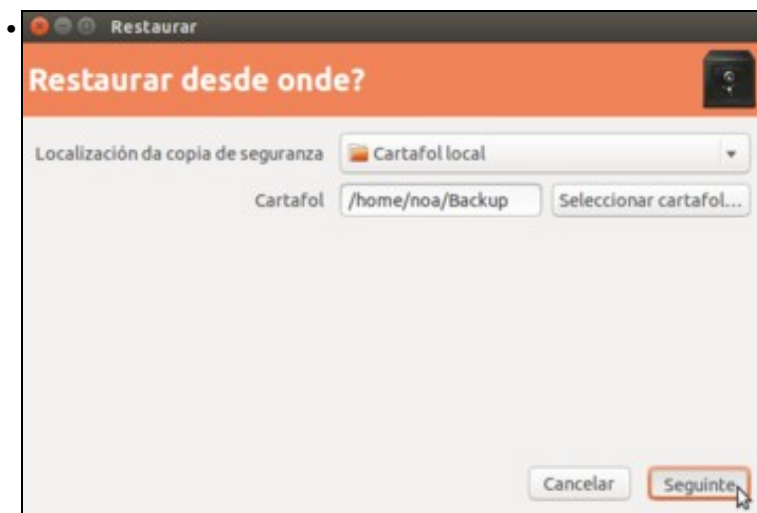 Restaurar
Restaurar desde onde?
Localización da copia de seguranza Cartafol local
Cartafol /home/noa/Backup Seleccionar cartafol...
Cancelar Seguinte